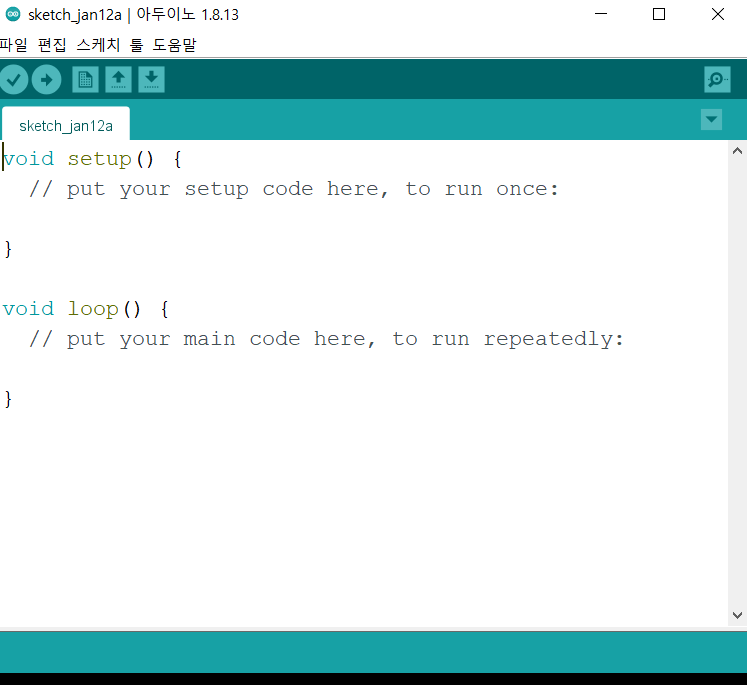 sketch_jan12a | 아두이노 1.8.13
파일 편집 스케치 툴 도움말
sketch_jan12a
void setup() {
  // put your setup code here, to run once:
}
void loop() {
  // put your main code here, to run repeatedly:
}